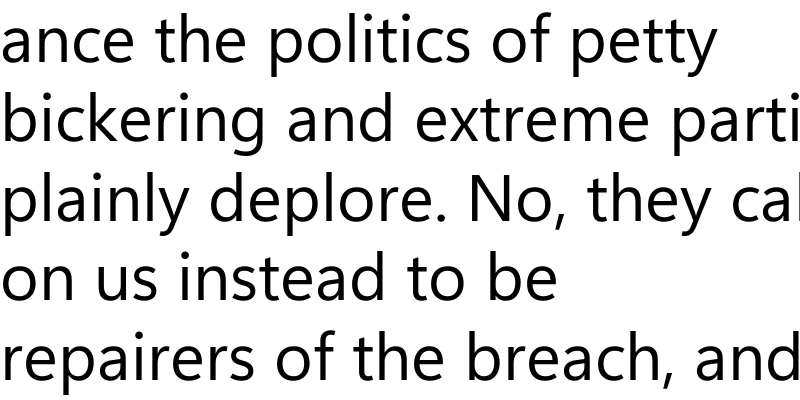 ance the politics of petty
bickering and extreme parti
plainly deplore. No, they cal
on us instead to be
repairers of the breach, and